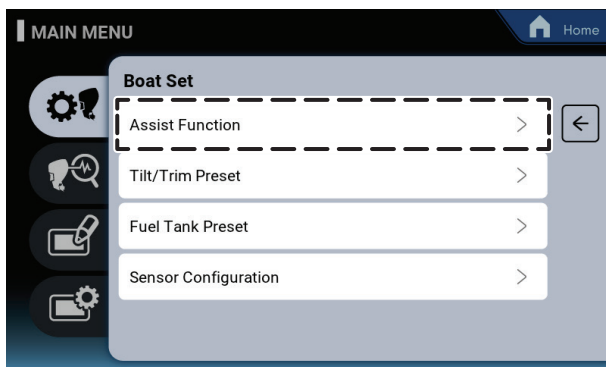 MAIN MENU
Home
Boat Set
Assist Function
Tilt/Trim Preset
Fuel Tank Preset
Sensor Configuration